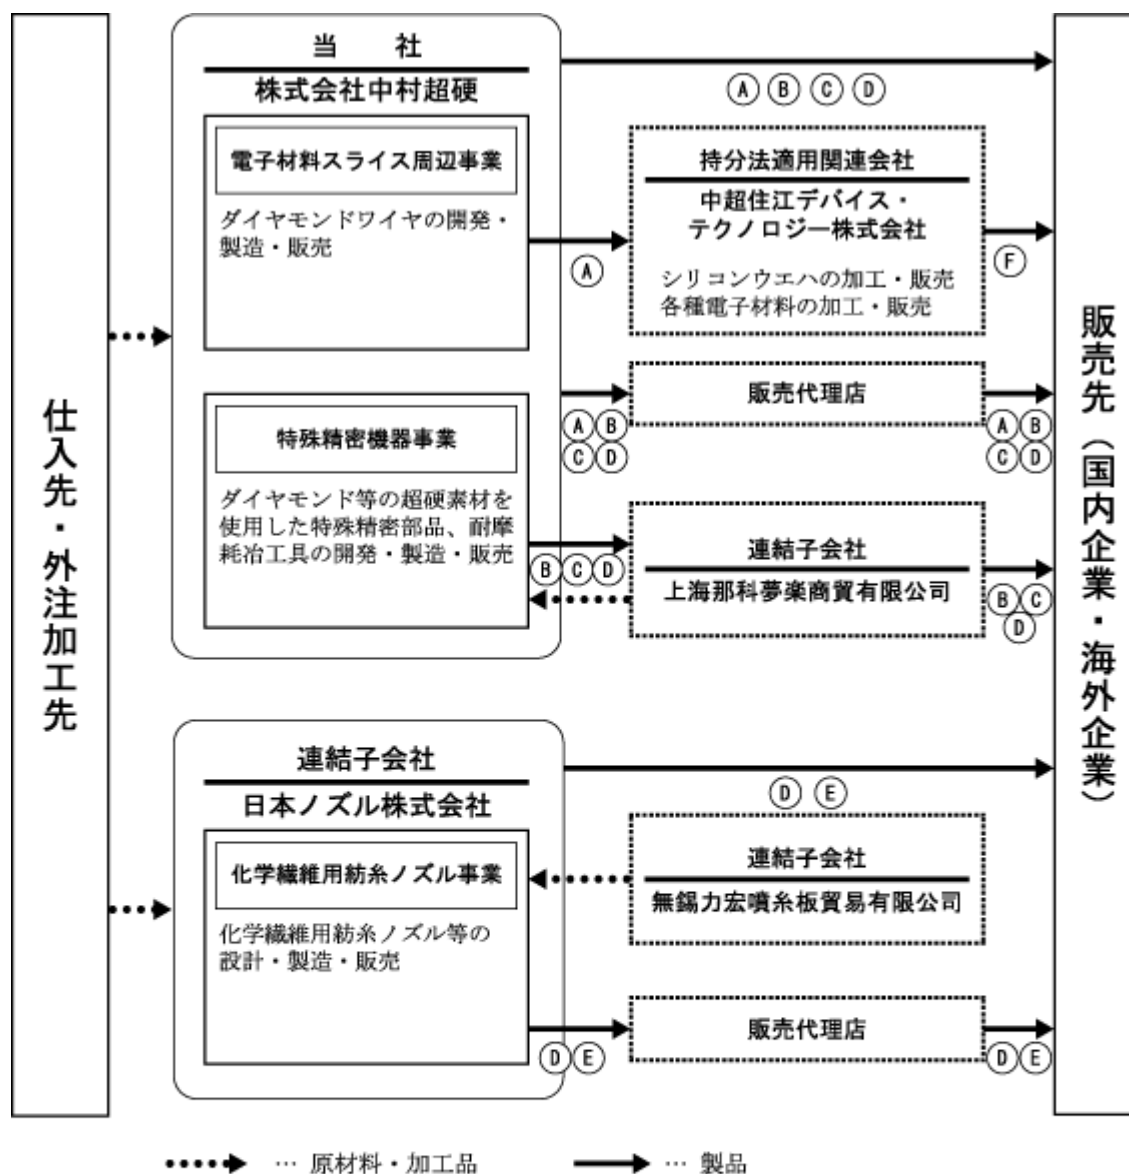 仕入先・外注加工先
当　　社
株式会社中村超硬
電子材料スライス周辺事業
ダイヤモンドワイヤの開発・
製造・販売
特殊精密機器事業
ダイヤモンド等の超硬素材を
使用した特殊精密部品、耐摩
耗冶工具の開発・製造・販売
Ⓐ Ⓑ Ⓒ Ⓓ
持分法適用関連会社
中超住江デバイス・
テクノロジー株式会社
シリコンウエハの加工・販売
各種電子材料の加工・販売
Ⓐ
Ⓕ
販売代理店
Ⓐ Ⓑ
Ⓒ Ⓓ
Ⓐ Ⓑ
Ⓒ Ⓓ
連結子会社
上海那科夢楽商貿有限公司
Ⓑ Ⓒ Ⓓ
Ⓑ Ⓒ
Ⓓ
連結子会社
日本ノズル株式会社
化学繊維用紡糸ノズル事業
化学繊維用紡糸ノズル等の
設計・製造・販売
Ⓓ Ⓔ
連結子会社
無錫力宏噴糸板貿易有限公司
販売代理店
Ⓓ Ⓔ
Ⓓ Ⓔ
販売先（国内企業・海外企業）
… 原材料・加工品
… 製品